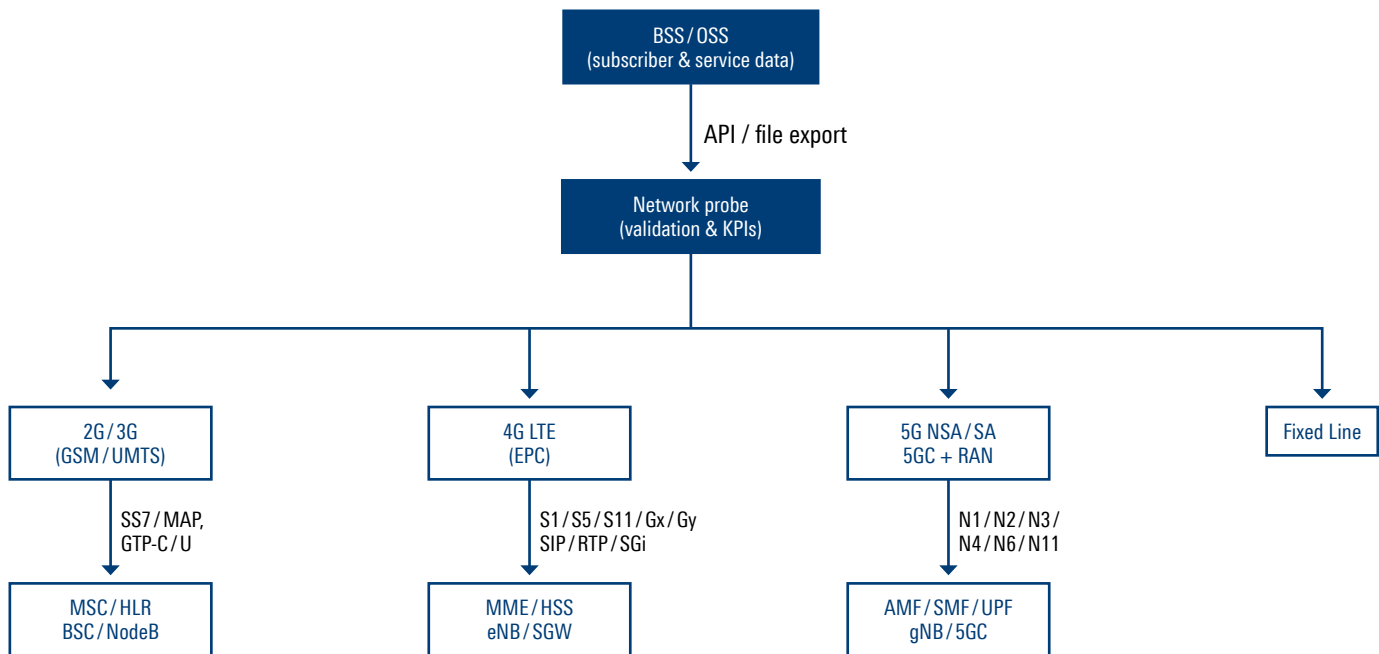 BSS/OSS
(subscriber & service data)
API / file export
Network probe
(validation & KPIs)
2G/3G
(GSM/UMTS)
4G LTE
(EPC)
5G NSA/SA
5GC + RAN
Fixed Line
SS7/MAP,
GTP-C/U
S1/S5/S11/Gx/Gy
SIP/RTP/SGi
N1/N2/N3/
N4/N6/N11
MSC/HLR
BSC/NodeB
MME/HSS
eNB/SGW
AMF/SMF/UPF
gNB/5GC